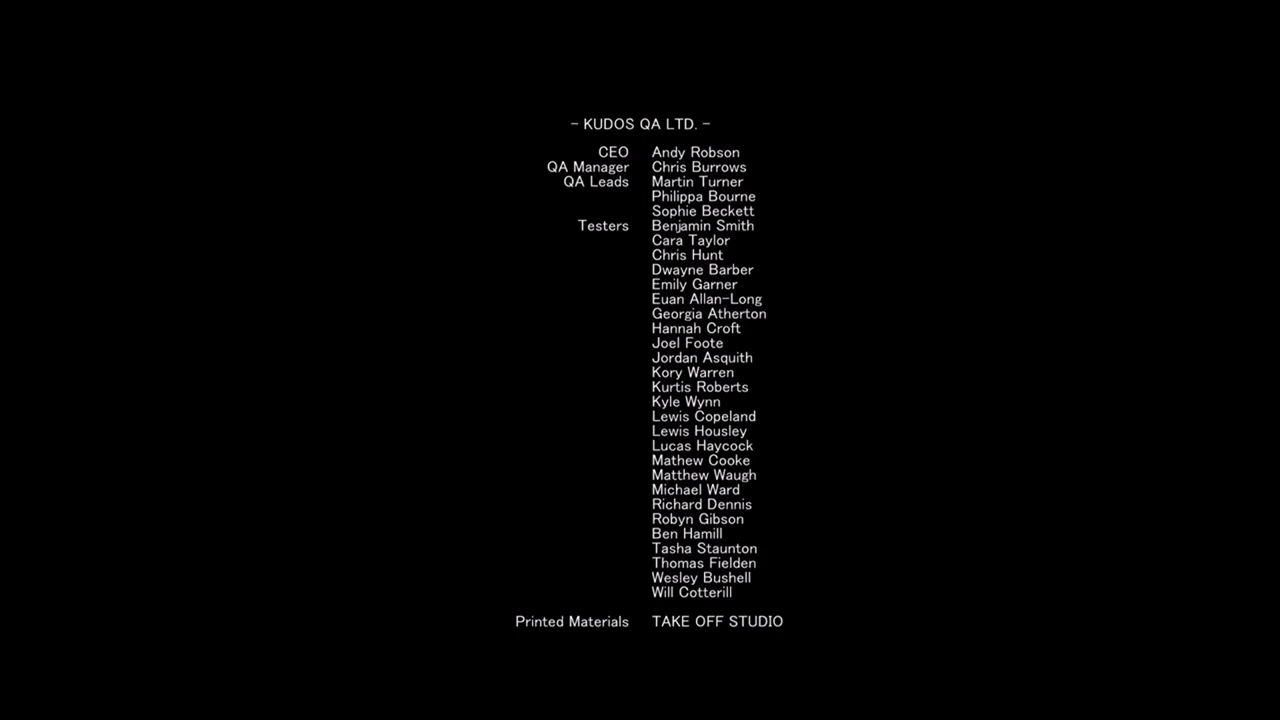 - KUDOS QA LTD. -
CEO Andy Robson
QA Manager Chris Burrows
QA Leads Martin Turner
Philippa Bourne
Sophie Beckett
Testers Benjamin Smith
Cara Taylor
Chris Hunt
Dwayne Barber
Emily Garner
Euan Allan-Long
Georgia Atherton
Hannah Croft
Joel Foote
Jordan Asquith
Kory Warren
Kurtis Roberts
Kyle Wynn
Lewis Copeland
Lewis Housley
Lucas Haycock
Mathew Cooke
Matthew Waugh
Michael Ward
Richard Dennis
Robyn Gibson
Ben Hamill
Tasha Staunton
Thomas Fielden
Wesley Bushell
Will Cotterill
Printed Materials TAKE OFF STUDIO